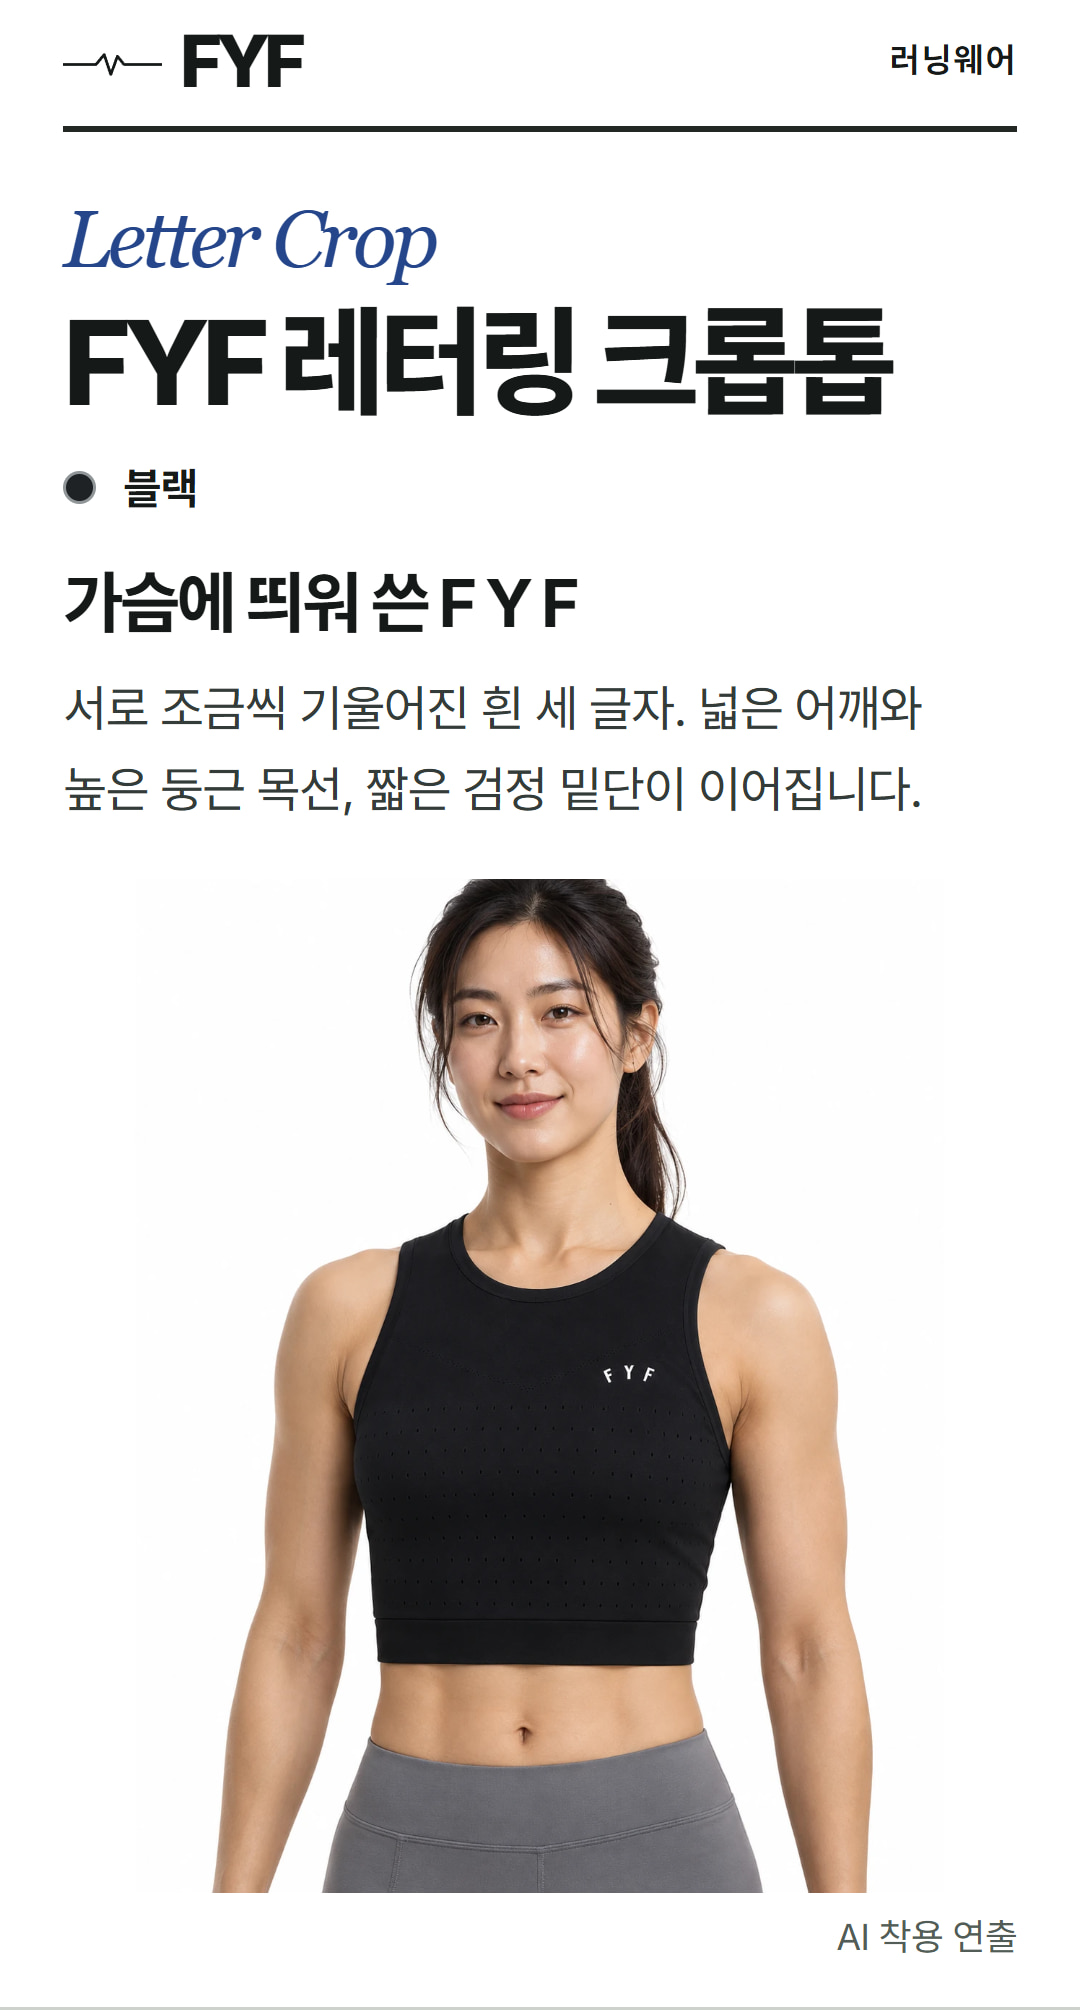 FYF
러닝웨어
Letter Crop
FYF 레터링 크롭톱
블랙
가슴에 띄워 쓴 F Y F
서로 조금씩 기울어진 흰 세 글자. 넓은 어깨와
높은 둥근 목선, 짧은 검정 밑단이 이어집니다.
F Y F
AI 착용 연출